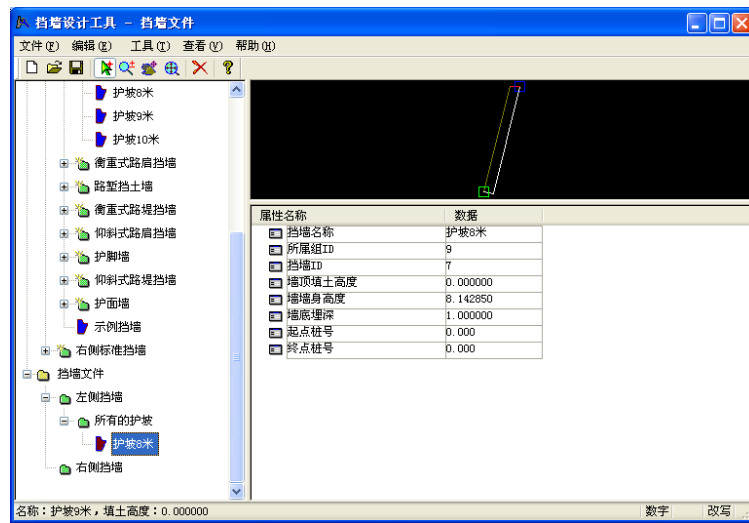 挡墙设计工具 - 挡墙文件
文件(F) 编辑(E) 工具(T) 查看(V) 帮助(H)
护坡8米
护坡9米
护坡10米
衡重式路肩挡墙
路堑挡土墙
衡重式路堤挡墙
仰斜式路肩挡墙
护脚墙
仰斜式路堤挡墙
护面墙
示例挡墙
右侧标准挡墙
挡墙文件
左侧挡墙
所有的护坡
护坡8米
右侧挡墙
属性名称 数据
挡墙名称 护坡8米
所属组ID 9
挡墙ID 7
墙顶填土高度 0.000000
墙墙身高度 8.142850
墙底埋深 1.000000
起点桩号 0.000
终点桩号 0.000
名称：护坡9米，填土高度：0.000000 数字 改写